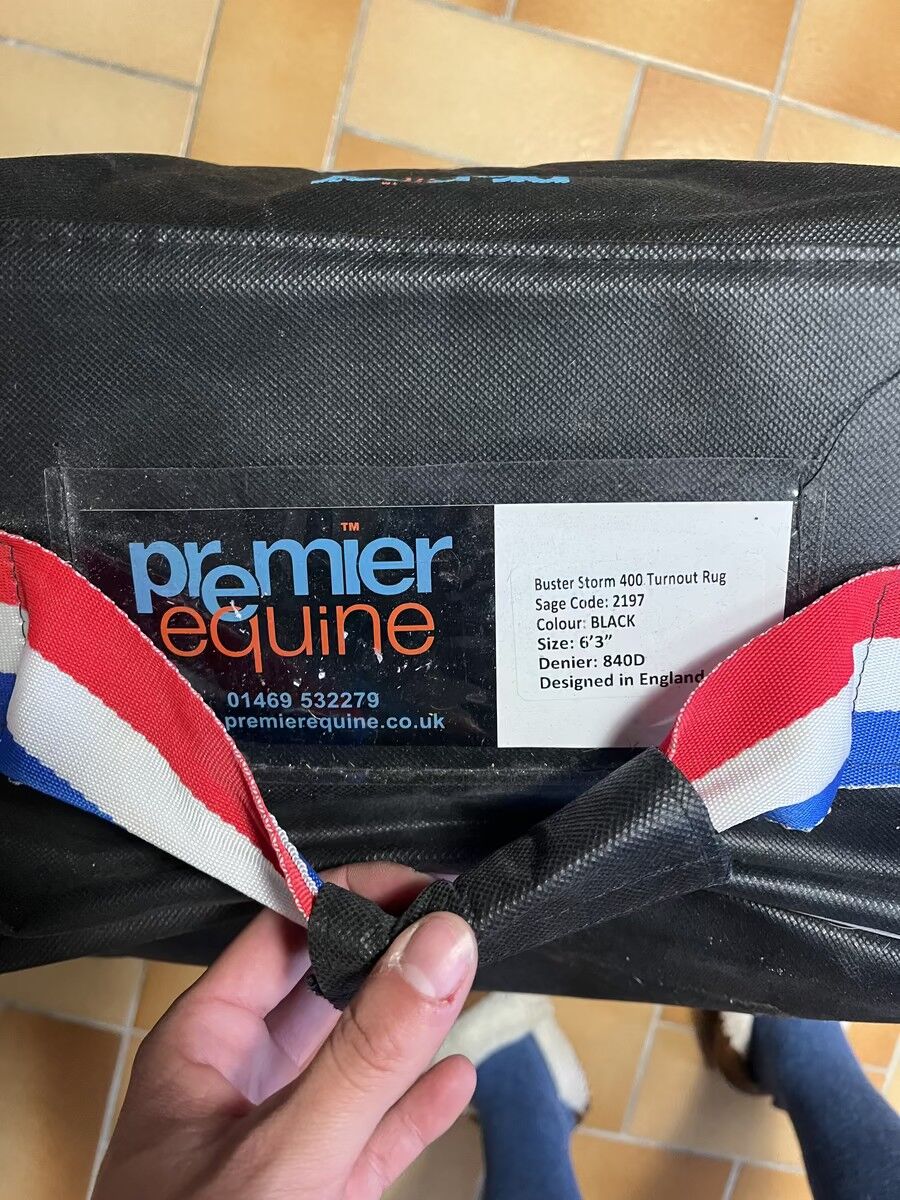 premier
TM
equine
01469 532279
premierequine.co.uk
Buster Storm 400 Turnout Rug
Sage Code: 2197
Colour: BLACK
Size: 6'3"
Denier: 840D
Designed in England